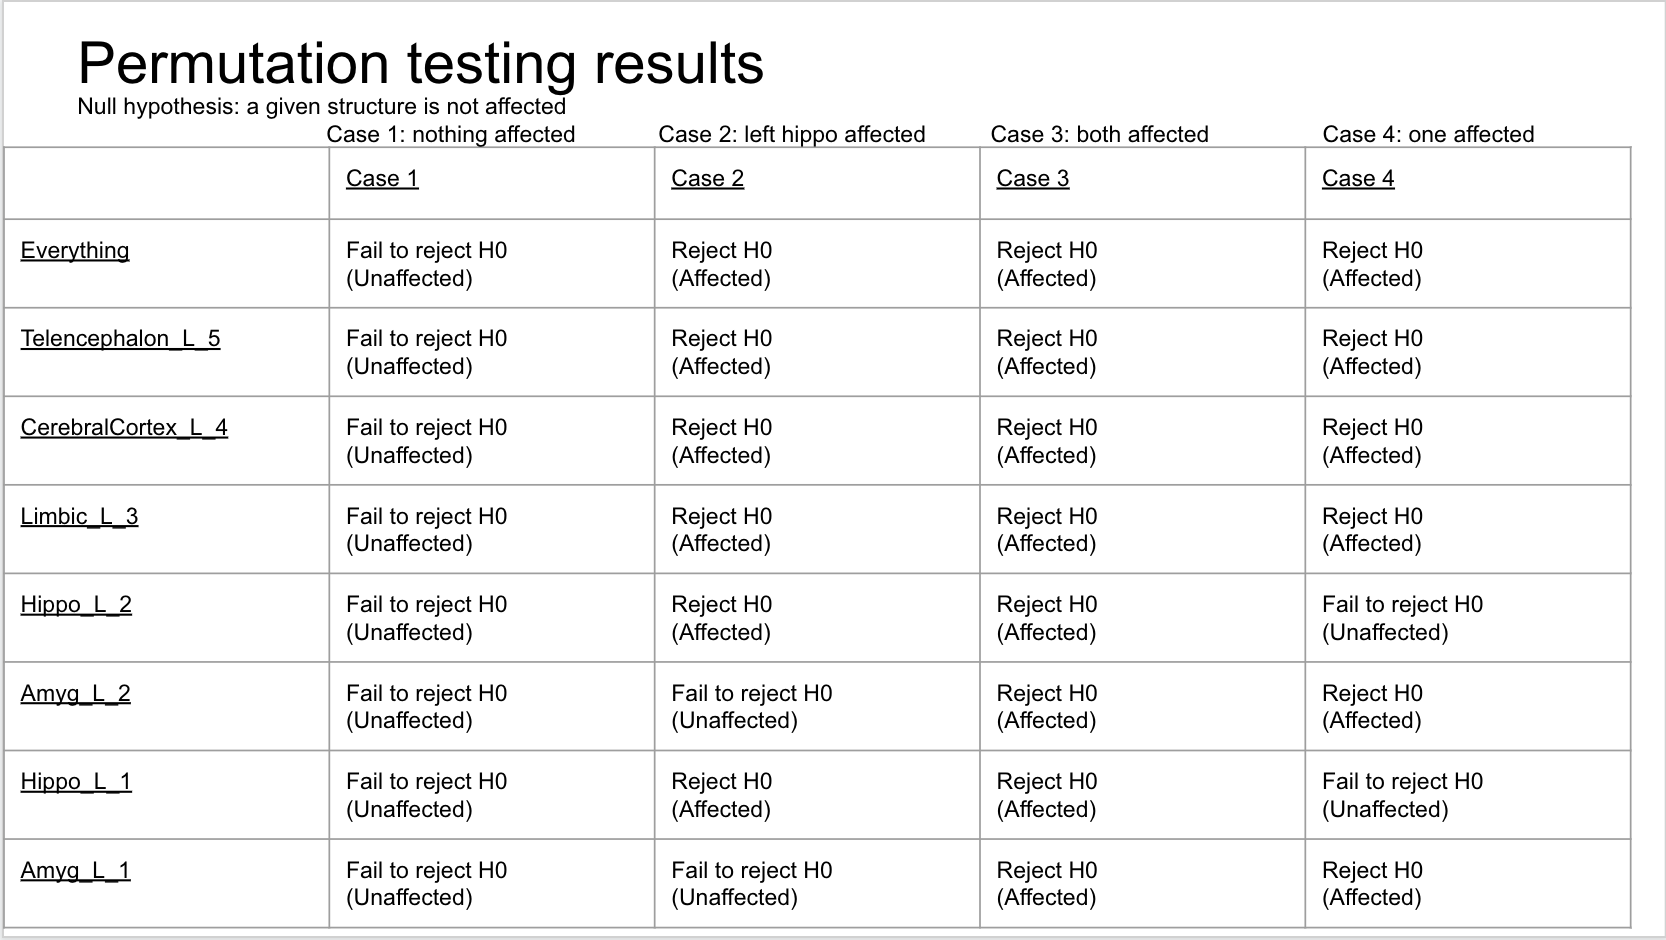 Permutation testing results
Null hypothesis: a given structure is not affected
Case 1: nothing affected
Case 2: left hippo affected
Case 3: both affected
Case 4: one affected
Case 1
Case 2
Case 3
Case 4
Everything
Fail to reject H0
(Unaffected)
Reject H0
(Affected)
Reject H0
(Affected)
Reject H0
(Affected)
Telencephalon_L_5
Fail to reject H0
(Unaffected)
Reject H0
(Affected)
Reject H0
(Affected)
Reject H0
(Affected)
CerebralCortex_L_4
Fail to reject H0
(Unaffected)
Reject H0
(Affected)
Reject H0
(Affected)
Reject H0
(Affected)
Limbic_L_3
Fail to reject H0
(Unaffected)
Reject H0
(Affected)
Reject H0
(Affected)
Reject H0
(Affected)
Hippo_L_2
Fail to reject H0
(Unaffected)
Reject H0
(Affected)
Reject H0
(Affected)
Fail to reject H0
(Unaffected)
Amyg_L_2
Fail to reject H0
(Unaffected)
Fail to reject H0
(Unaffected)
Reject H0
(Affected)
Reject H0
(Affected)
Hippo_L_1
Fail to reject H0
(Unaffected)
Reject H0
(Affected)
Reject H0
(Affected)
Fail to reject H0
(Unaffected)
Amyg_L_1
Fail to reject H0
(Unaffected)
Fail to reject H0
(Unaffected)
Reject H0
(Affected)
Reject H0
(Affected)